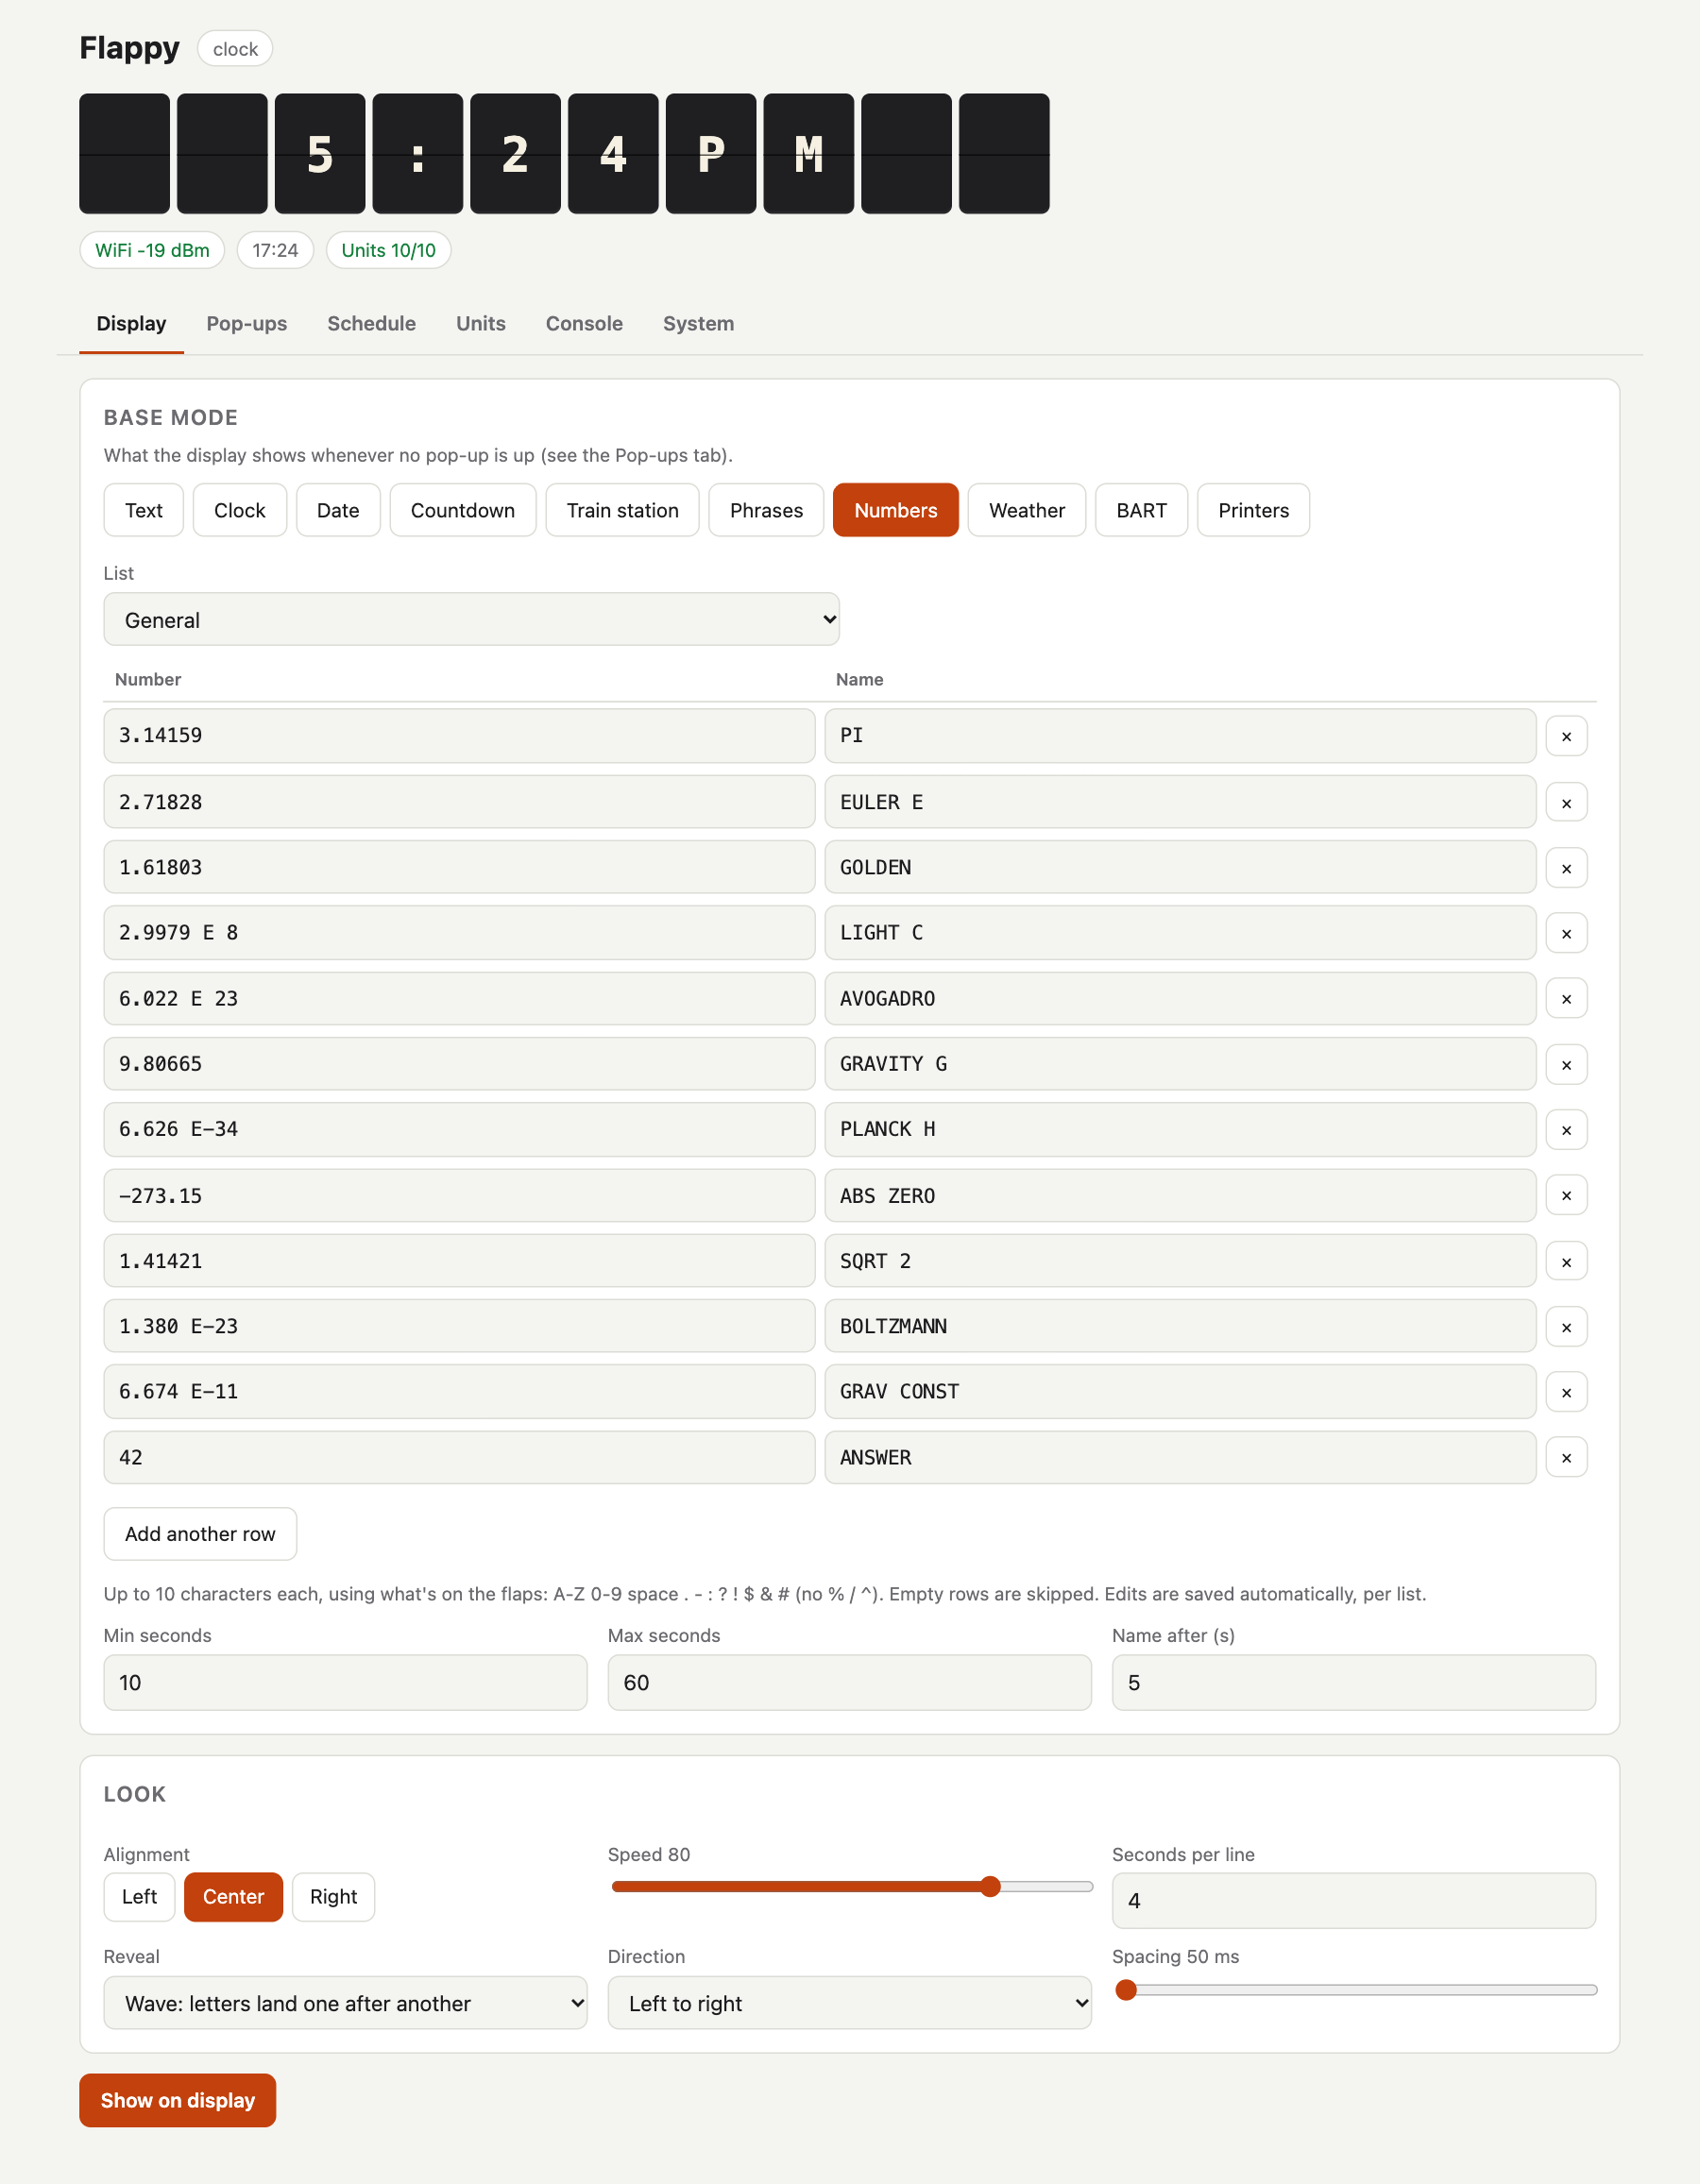 Flappy clock
5:24PM
WiFi -19 dBm 17:24 Units 10/10
Display Pop-ups Schedule Units Console System
BASE MODE
What the display shows whenever no pop-up is up (see the Pop-ups tab).
Text Clock Date Countdown Train station Phrases Numbers Weather BART Printers
List
General
Number Name
3.14159 PI ×
2.71828 EULER E ×
1.61803 GOLDEN ×
2.9979 E 8 LIGHT C ×
6.022 E 23 AVOGADRO ×
9.80665 GRAVITY G ×
6.626 E-34 PLANCK H ×
-273.15 ABS ZERO ×
1.41421 SQRT 2 ×
1.380 E-23 BOLTZMANN ×
6.674 E-11 GRAV CONST ×
42 ANSWER ×
Add another row
Up to 10 characters each, using what's on the flaps: A-Z 0-9 space . - : ? ! $ & # (no % / ^). Empty rows are skipped. Edits are saved automatically, per list.
Min seconds Max seconds Name after (s)
10 60 5
LOOK
Alignment Speed 80 Seconds per line
Left Center Right 4
Reveal Direction Spacing 50 ms
Wave: letters land one after another Left to right
Show on display